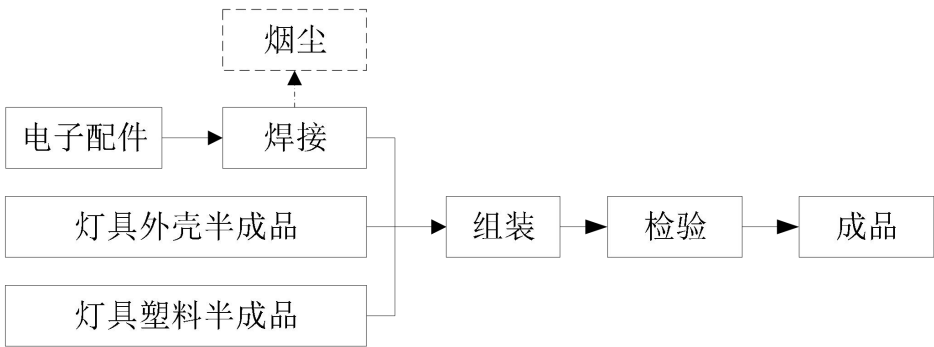 烟尘
电子配件
焊接
灯具外壳半成品
组装
检验
成品
灯具塑料半成品